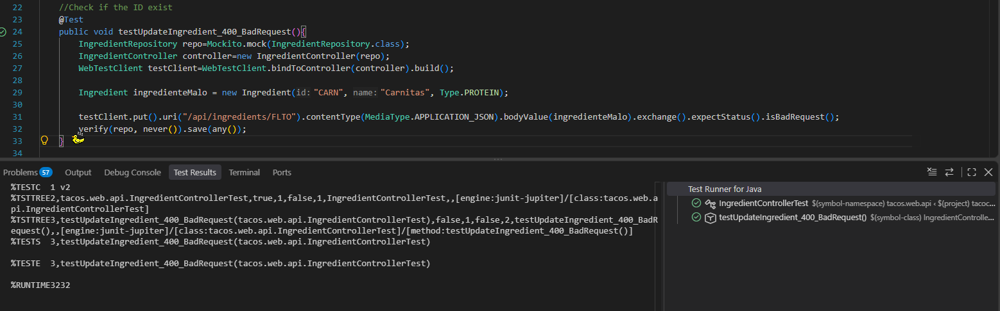 22 //Check if the ID exist
23 @Test
24 public void testUpdateIngredient_400_BadRequest(){
25 IngredientRepository repo=Mockito.mock(IngredientRepository.class);
26 IngredientController controller=new IngredientController(repo);
27 WebTestClient testClient=WebTestClient.bindToController(controller).build();
28
29 Ingredient ingredienteMalo = new Ingredient(id: "CARN", name: "Carnitas", Type.PROTEIN);
30
31 testClient.put().uri("/api/ingredients/FLTO").contentType(MediaType.APPLICATION_JSON).bodyValue(ingredienteMalo).exchange().expectStatus().isBadRequest();
32 verify(repo, never()).save(any());
33 }
34
Problems 57 Output Debug Console Test Results Terminal Ports
%TESTC 1 v2
%TSTTREE2,tacos.web.api.IngredientControllerTest,true,1,false,1,IngredientControllerTest,,[engine:junit-jupiter]/[class:tacos.web.a
pi.IngredientControllerTest]
%TSTTREE3,testUpdateIngredient_400_BadRequest(tacos.web.api.IngredientControllerTest),false,1,false,2,testUpdateIngredient_400_BadR
equest(),,[engine:junit-jupiter]/[class:tacos.web.api.IngredientControllerTest]/[method:testUpdateIngredient_400_BadRequest()]
%TESTS 3,testUpdateIngredient_400_BadRequest(tacos.web.api.IngredientControllerTest)
%TESTE 3,testUpdateIngredient_400_BadRequest(tacos.web.api.IngredientControllerTest)
%RUNTIME3232
Test Runner for Java
IngredientControllerTest $(symbol-namespace) tacos.web.api < $(project) tacoc...
testUpdateIngredient_400_BadRequest() $(symbol-class) IngredientControlle...